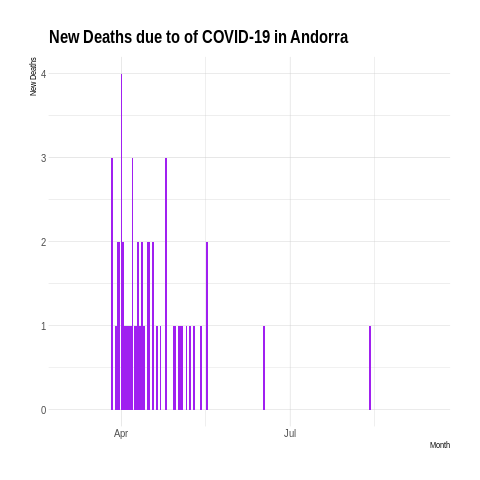 New Deaths due to of COVID-19 in Andorra
New Deaths
4
3
2
1
0
Apr
Jul
Month